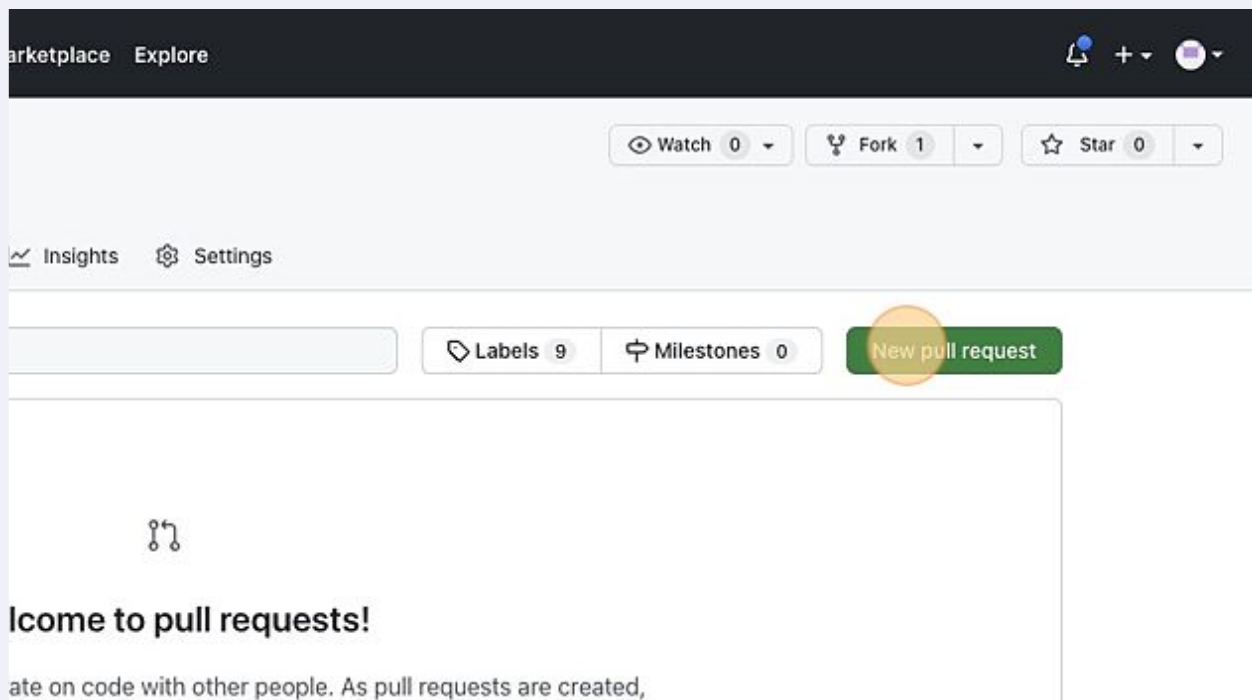 arketplace Explore
Watch 0 Fork 1 Star 0
Insights Settings
Labels 9 Milestones 0 New pull request
lcome to pull requests!
ate on code with other people. As pull requests are created,